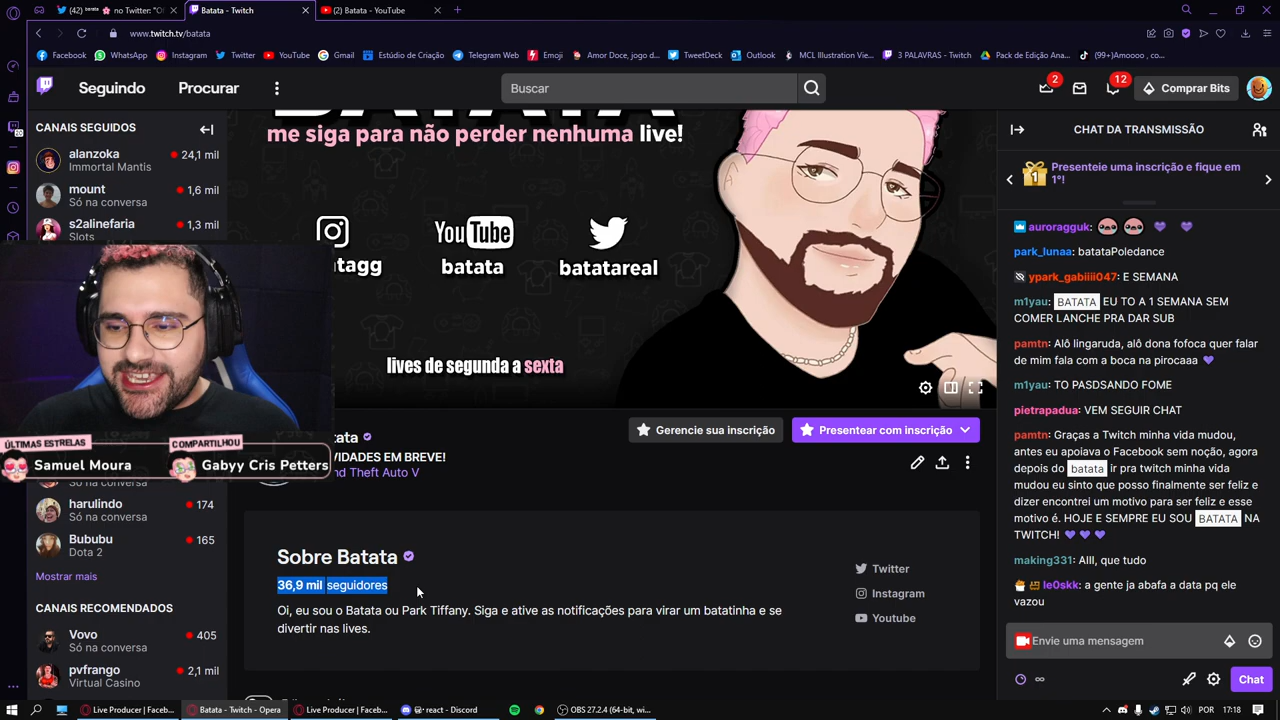 (42) batata no Twitter: "O
Batata - Twitch
(2) Batata - YouTube
www.twitch.tv/batata
Facebook
WhatsApp
Instagram
Twitter
YouTube
Gmail
Estúdio de Criação
Telegram Web
Emoji
Amor Doce, jogo d...
TweetDeck
Outlook
MCL Illustration Vie...
3 PALAVRAS - Twitch
Pack de Edição Ana...
(99+)Amooo , co...
Seguindo
Procurar
Buscar
2
12
Comprar Bits
CANAIS SEGUIDOS
alanzoka
24,1 mil
Immortal Mantis
mount
1,6 mil
Só na conversa
s2alinefaria
1,3 mil
Slots
me siga para não perder nenhuma live!
YouTube
tagg
batata
batatareal
lives de segunda a sexta
ÚLTIMAS ESTRELAS
Samuel Moura
COMPARTILHOU
Gabyy Cris Petters
tata
VIDADES EM BREVE!
nd Theft Auto V
Gerencie sua inscrição
Presentear com inscrição
Só na conversa
harulindo
174
Só na conversa
Bububu
165
Dota 2
Mostrar mais
CANAIS RECOMENDADOS
Vovo
405
Só na conversa
pvfrango
2,1 mil
Virtual Casino
Sobre Batata
36,9 mil seguidores
Oi, eu sou o Batata ou Park Tiffany. Siga e ative as notificações para virar um batatinha e se
divertir nas lives.
Twitter
Instagram
Youtube
CHAT DA TRANSMISSÃO
1
Presenteie uma inscrição e fique em
1º!
auroragguk:
park_lunaa: batataPoledance
ypark_gabiiii047: E SEMANA
m1yau: BATATA EU TO A 1 SEMANA SEM
COMER LANCHE PRA DAR SUB
pamtn: Alô lingaruda, alô dona fofoca quer falar
de mim fala com a boca na pirocaaa
m1yau: TO PASDSANDO FOME
pietrapadua: VEM SEGUIR CHAT
pamtn: Graças a Twitch minha vida mudou,
antes eu apoiava o Facebook sem noção, agora
depois do batata ir pra twitch minha vida
mudou eu sinto que posso finalmente ser feliz e
dizer encontrei um motivo para ser feliz e esse
motivo é. HOJE E SEMPRE EU SOU BATATA NA
TWITCH!
making331: AlII, que tudo
le0skk: a gente ja abafa a data pq ele
vazou
Envie uma mensagem
Chat
Live Producer | Faceb...
Batata - Twitch - Opera
Live Producer | Faceb...
react - Discord
OBS 27.2.4 (64-bit, wi...
POR
17:18